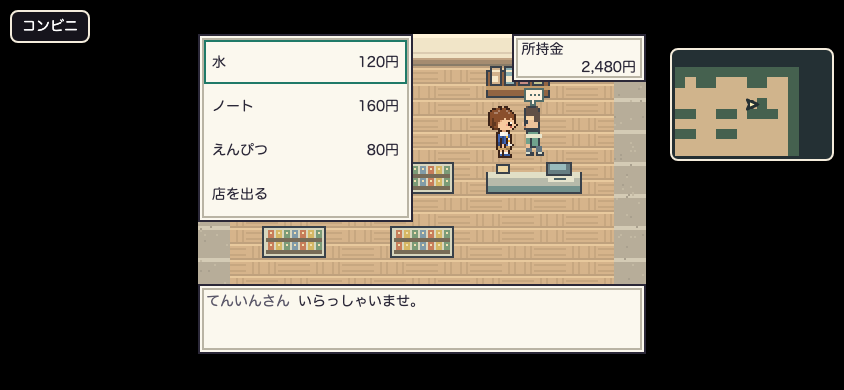 コンビニ
水 120円
ノート 160円
えんぴつ 80円
店を出る
所持金
2,480円
てんいんさん いらっしゃいませ。